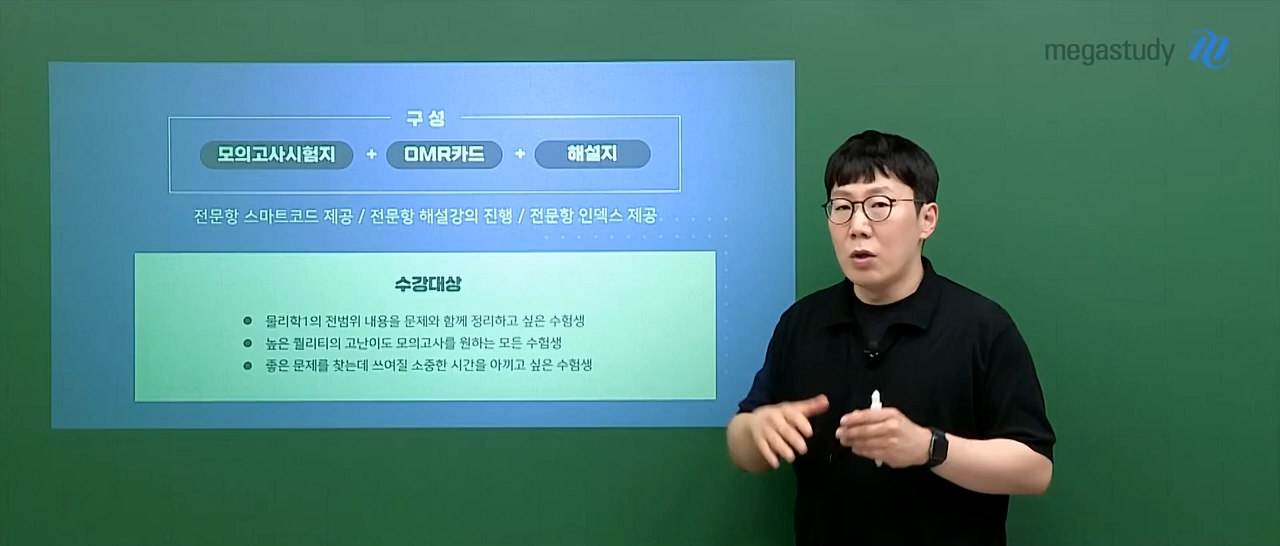 megastudy
구성
모의고사시험지 + OMR카드 + 해설지
전문항 스마트코드 제공 / 전문항 해설강의 진행 / 전문항 인덱스 제공
수강대상
물리학1의 전범위 내용을 문제와 함께 정리하고 싶은 수험생
높은 퀄리티의 고난이도 모의고사를 원하는 모든 수험생
좋은 문제를 찾는데 쓰여질 소중한 시간을 아끼고 싶은 수험생